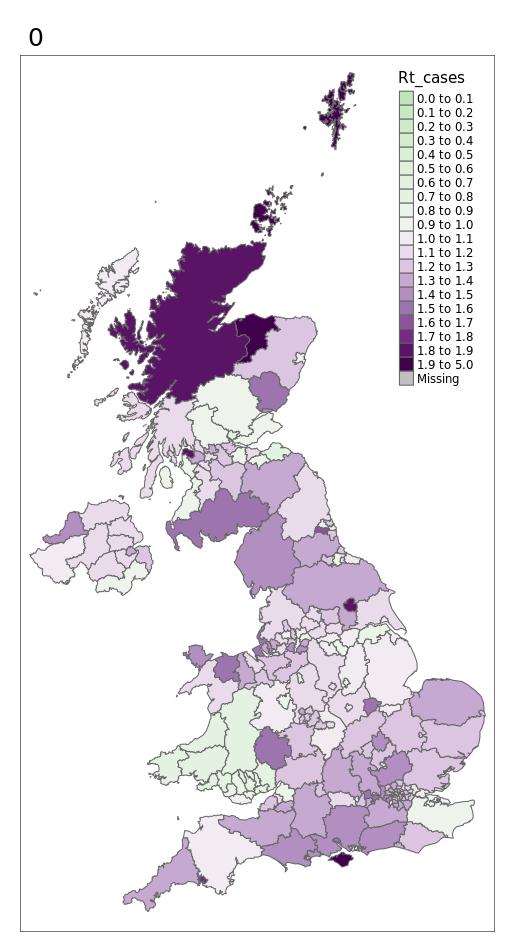 0
Rt_cases
0.0 to 0.1
0.1 to 0.2
0.2 to 0.3
0.3 to 0.4
0.4 to 0.5
0.5 to 0.6
0.6 to 0.7
0.7 to 0.8
0.8 to 0.9
0.9 to 1.0
1.0 to 1.1
1.1 to 1.2
1.2 to 1.3
1.3 to 1.4
1.4 to 1.5
1.5 to 1.6
1.6 to 1.7
1.7 to 1.8
1.8 to 1.9
1.9 to 5.0
Missing